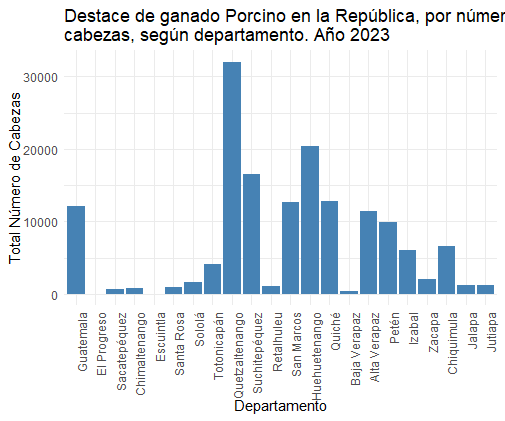 Destace de ganado Porcino en la República, por númer
cabezas, según departamento. Año 2023
Total Número de Cabezas
30000
20000
10000
0
Guatemala
El Progreso
Sacatepéquez
Chimaltenango
Escuintla
Santa Rosa
Sololá
Totonicapán
Quetzaltenango
Suchitepéquez
Retalhuleu
San Marcos
Huehuetenango
Quiché
Baja Verapaz
Alta Verapaz
Petén
Izabal
Zacapa
Chiquimula
Jalapa
Jutiapa
Departamento